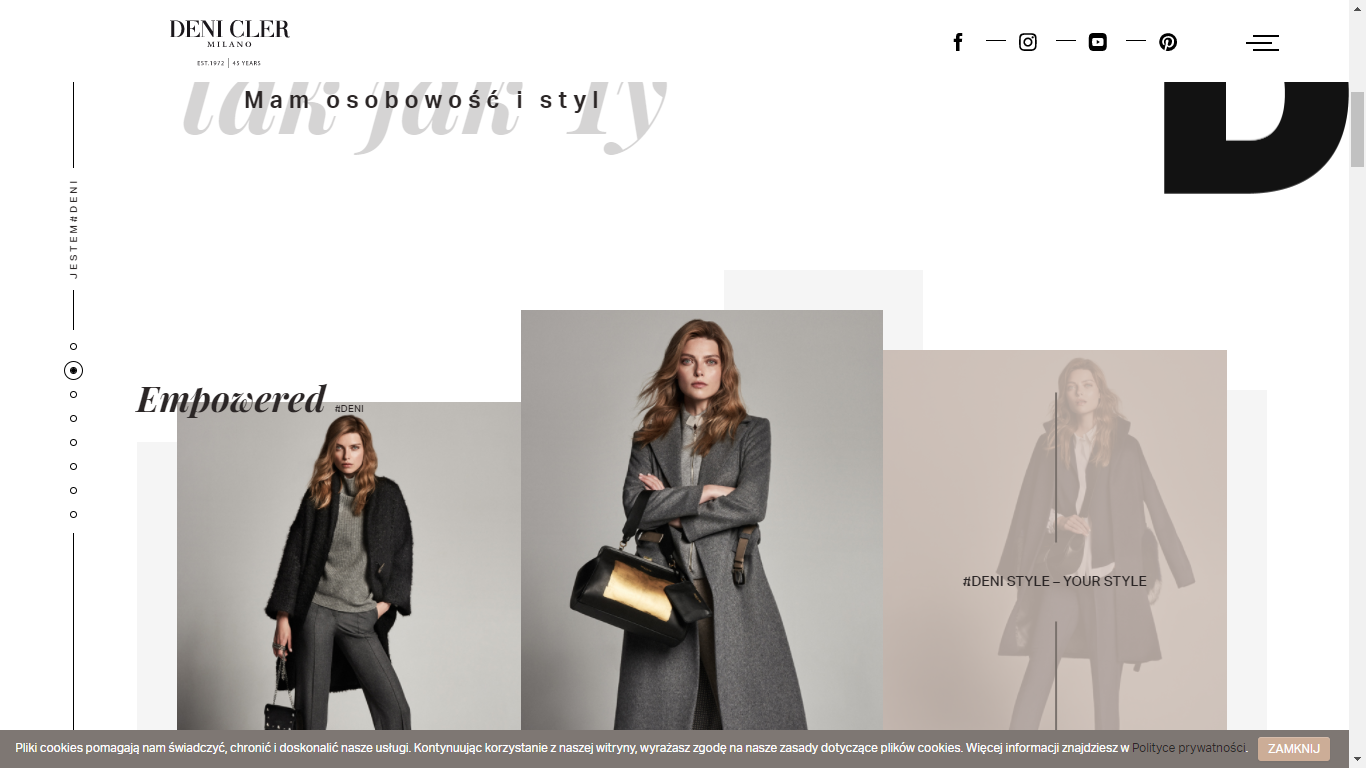 DENI CLER
MILANO
EST.1972 | 45 YEARS
tak jak Ty
Mam osobowość i styl
D
JESTEM#DENI
Empowered
#DENI
#DENI STYLE – YOUR STYLE
Pliki cookies pomagają nam świadczyć, chronić i doskonalić nasze usługi. Kontynuując korzystanie z naszej witryny, wyrażasz zgodę na nasze zasady dotyczące plików cookies. Więcej informacji znajdziesz w Polityce prywatności. ZAMKNIJ